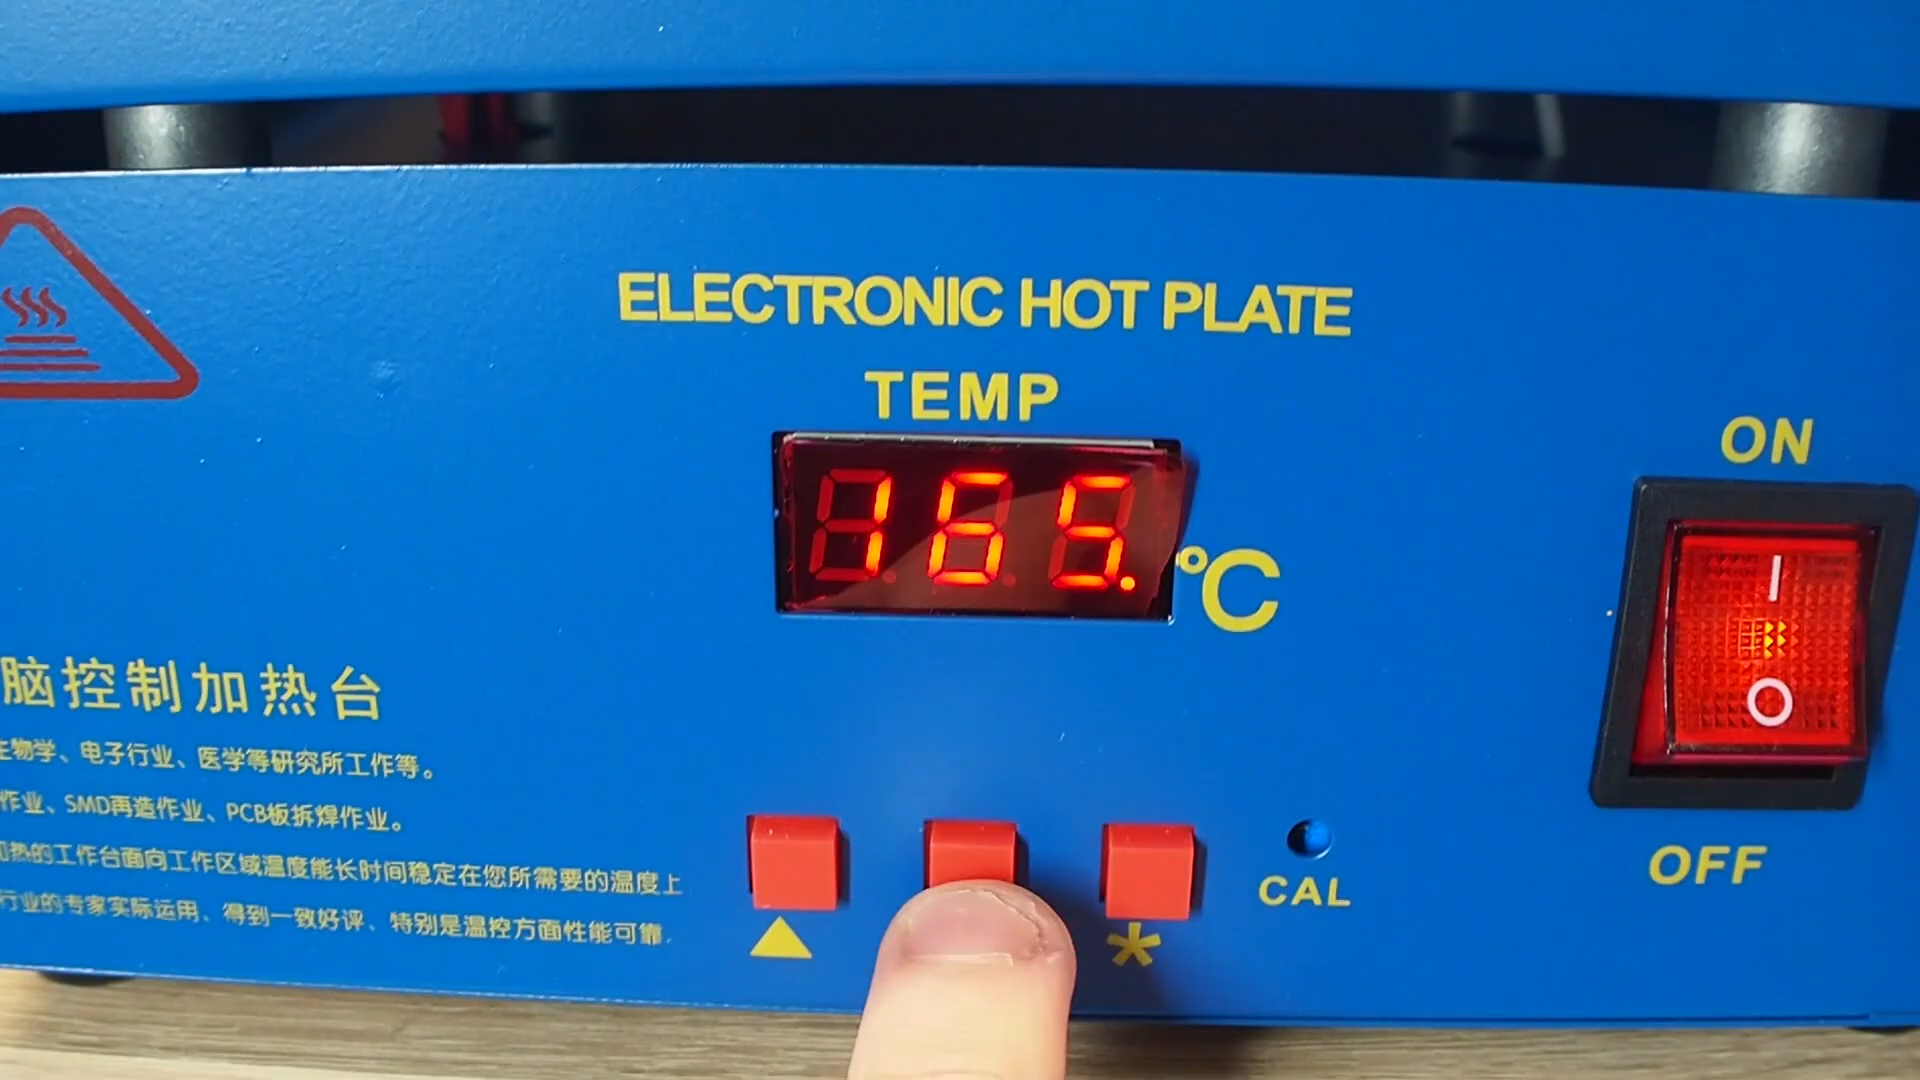 ELECTRONIC HOT PLATE
TEMP
165.
°C
ON
I
O
OFF
脑控制加热台
物学、电子行业、医学等研究所工作等。
作业、SMD再造作业、PCB板拆焊作业。
加热的工作台面向工作区域温度能长时间稳定在您所需要的温度上
行业的专家实际运用、得到一致好评、特别是温控方面性能可靠.
▲
*
CAL